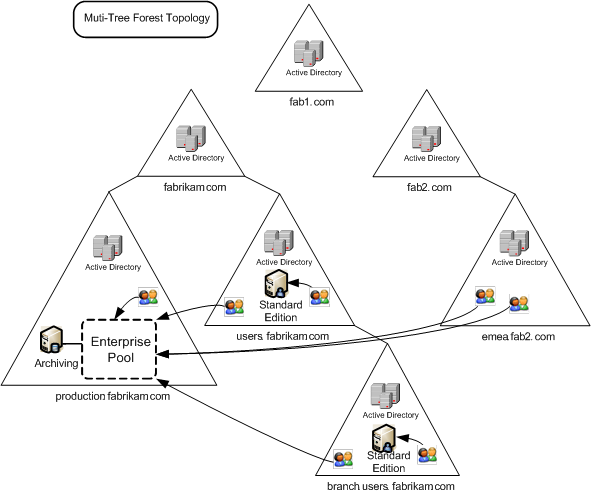 Muti-Tree Forest Topology
Active Directory
fab1. com
Active Directory
fabrikam com
Active Directory
fab2. com
Active Directory
Active Directory
Active Directory
Standard
Edition
Archiving
Enterprise
Pool
users. fabrikam com
emea.fab2. com
production fabrikam com
Active Directory
Standard
Edition
branch.users. fabrikam com